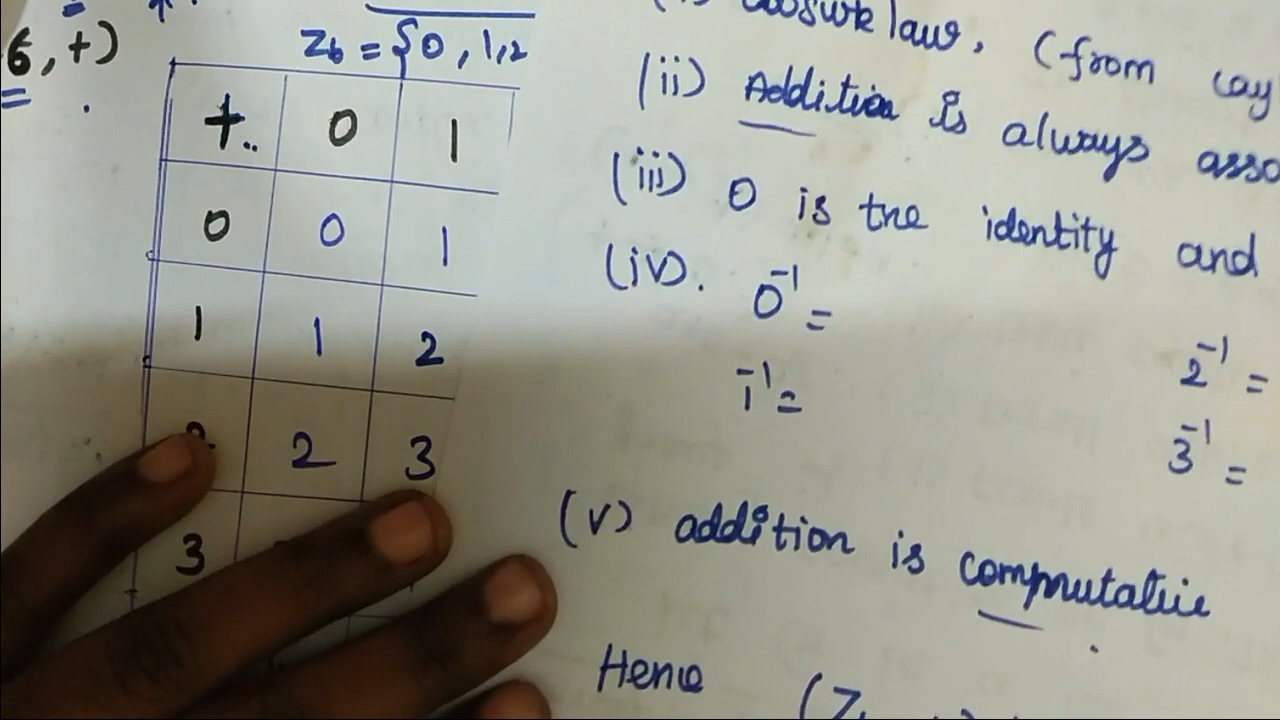 6, +)
Z6 = {0, 1, 2
+ 0 1
0 0 1
1 1 2
2 3
3
law. (from
(ii) Addition is always
(iii) 0 is tne identity and
(iv). 0⁻¹ =
1⁻¹ =
2⁻¹ =
3⁻¹ =
(v) addition is commutative
Hence